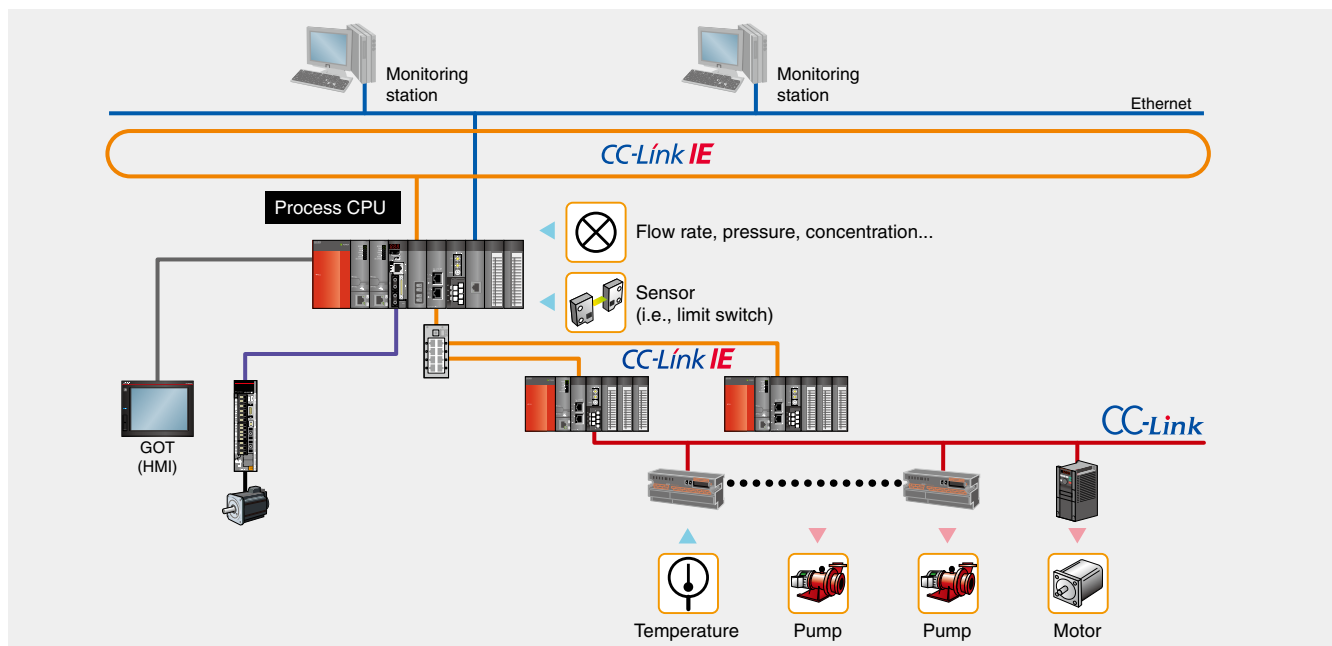 Monitoring
station
Monitoring
station
Ethernet
CC-Link IE
Process CPU
Flow rate, pressure, concentration...
Sensor
(i.e., limit switch)
CC-Link IE
GOT
(HMI)
CC-Link
Temperature
Pump
Pump
Motor